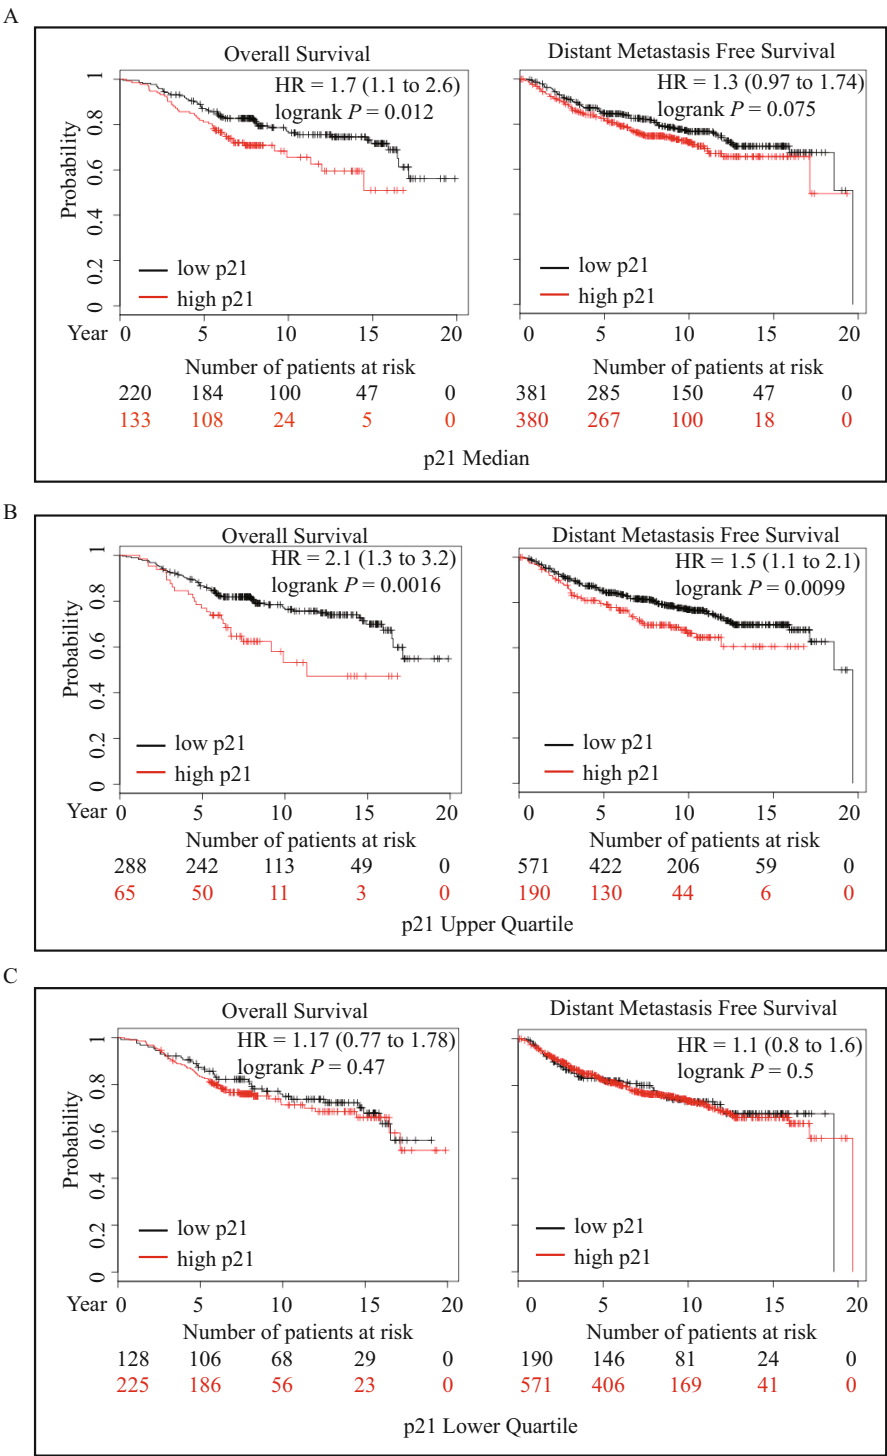 A
Overall Survival
HR = 1.7 (1.1 to 2.6)
logrank P = 0.012
Probability
1
0.8
0.6
0.4
0.2
0
low p21
high p21
Year 0 5 10 15 20
Number of patients at risk
220 184 100 47 0
133 108 24 5 0
Distant Metastasis Free Survival
HR = 1.3 (0.97 to 1.74)
logrank P = 0.075
low p21
high p21
0 5 10 15 20
Number of patients at risk
381 285 150 47 0
380 267 100 18 0
p21 Median
B
Overall Survival
HR = 2.1 (1.3 to 3.2)
logrank P = 0.0016
Probability
1
0.8
0.6
0.4
0.2
0
low p21
high p21
Year 0 5 10 15 20
Number of patients at risk
288 242 113 49 0
65 50 11 3 0
Distant Metastasis Free Survival
HR = 1.5 (1.1 to 2.1)
logrank P = 0.0099
low p21
high p21
0 5 10 15 20
Number of patients at risk
571 422 206 59 0
190 130 44 6 0
p21 Upper Quartile
C
Overall Survival
HR = 1.17 (0.77 to 1.78)
logrank P = 0.47
Probability
1
0.8
0.6
0.4
0.2
0
low p21
high p21
Year 0 5 10 15 20
Number of patients at risk
128 106 68 29 0
225 186 56 23 0
Distant Metastasis Free Survival
HR = 1.1 (0.8 to 1.6)
logrank P = 0.5
low p21
high p21
0 5 10 15 20
Number of patients at risk
190 146 81 24 0
571 406 169 41 0
p21 Lower Quartile